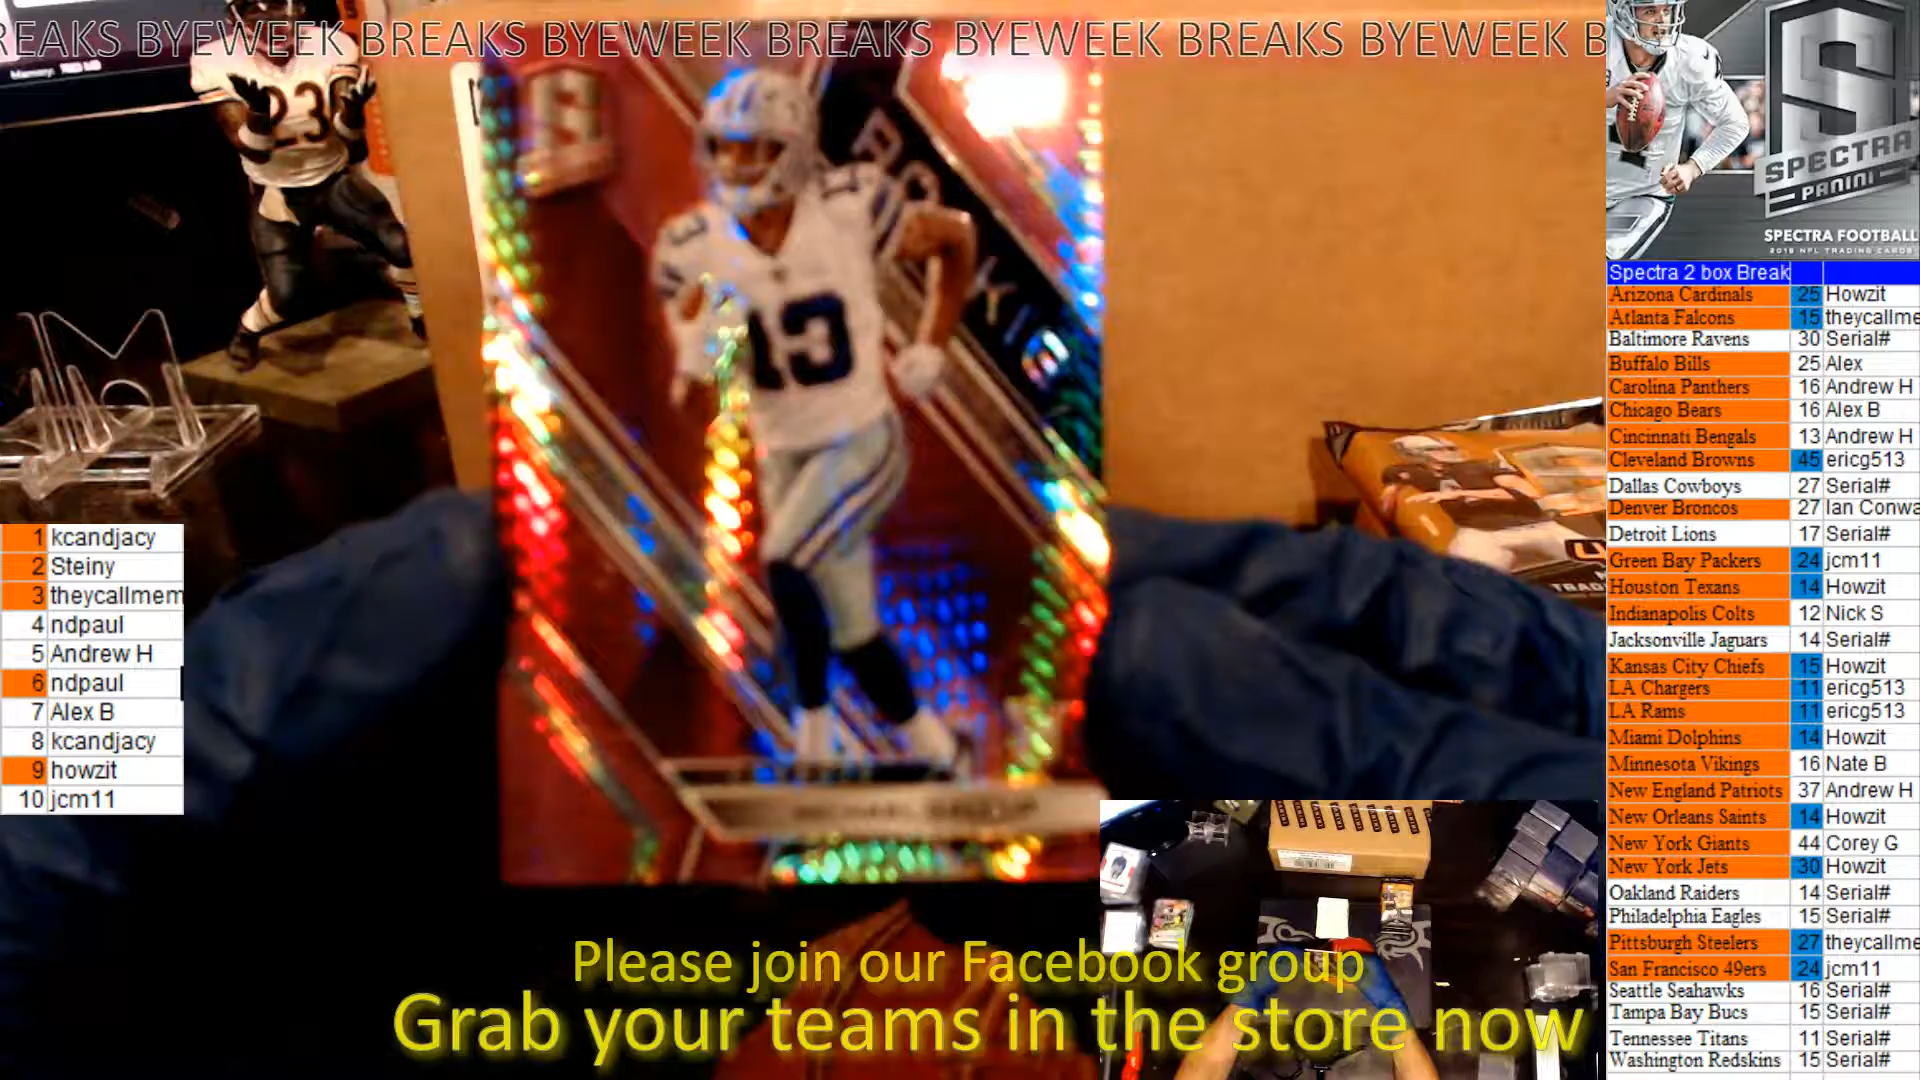 REAKS BYEWEEK BREAKS BYEWEEK BREAKS BYEWEEK BREAKS BYEWEEK B
23
13
ROOKIE
SPECTRA
PANINI
SPECTRA FOOTBALL
2018 NFL TRADING CARDS
Spectra 2 box Break
Arizona Cardinals 25 Howzit
Atlanta Falcons 15 theycallme
Baltimore Ravens 30 Serial#
Buffalo Bills 25 Alex
Carolina Panthers 16 Andrew H
Chicago Bears 16 Alex B
Cincinnati Bengals 13 Andrew H
Cleveland Browns 45 ericg513
Dallas Cowboys 27 Serial#
Denver Broncos 27 Ian Conwa
Detroit Lions 17 Serial#
Green Bay Packers 24 jcm11
Houston Texans 14 Howzit
Indianapolis Colts 12 Nick S
Jacksonville Jaguars 14 Serial#
Kansas City Chiefs 15 Howzit
LA Chargers 11 ericg513
LA Rams 11 ericg513
Miami Dolphins 14 Howzit
Minnesota Vikings 16 Nate B
New England Patriots 37 Andrew H
New Orleans Saints 14 Howzit
New York Giants 44 Corey G
New York Jets 30 Howzit
Oakland Raiders 14 Serial#
Philadelphia Eagles 15 Serial#
Pittsburgh Steelers 27 theycallme
San Francisco 49ers 24 jcm11
Seattle Seahawks 16 Serial#
Tampa Bay Bucs 15 Serial#
Tennessee Titans 11 Serial#
Washington Redskins 15 Serial#
1 kcandjacy
2 Steiny
3 theycallmem
4 ndpaul
5 Andrew H
6 ndpaul
7 Alex B
8 kcandjacy
9 howzit
10 jcm11
MICHAEL GALLUP
Please join our Facebook group
Grab your teams in the store now